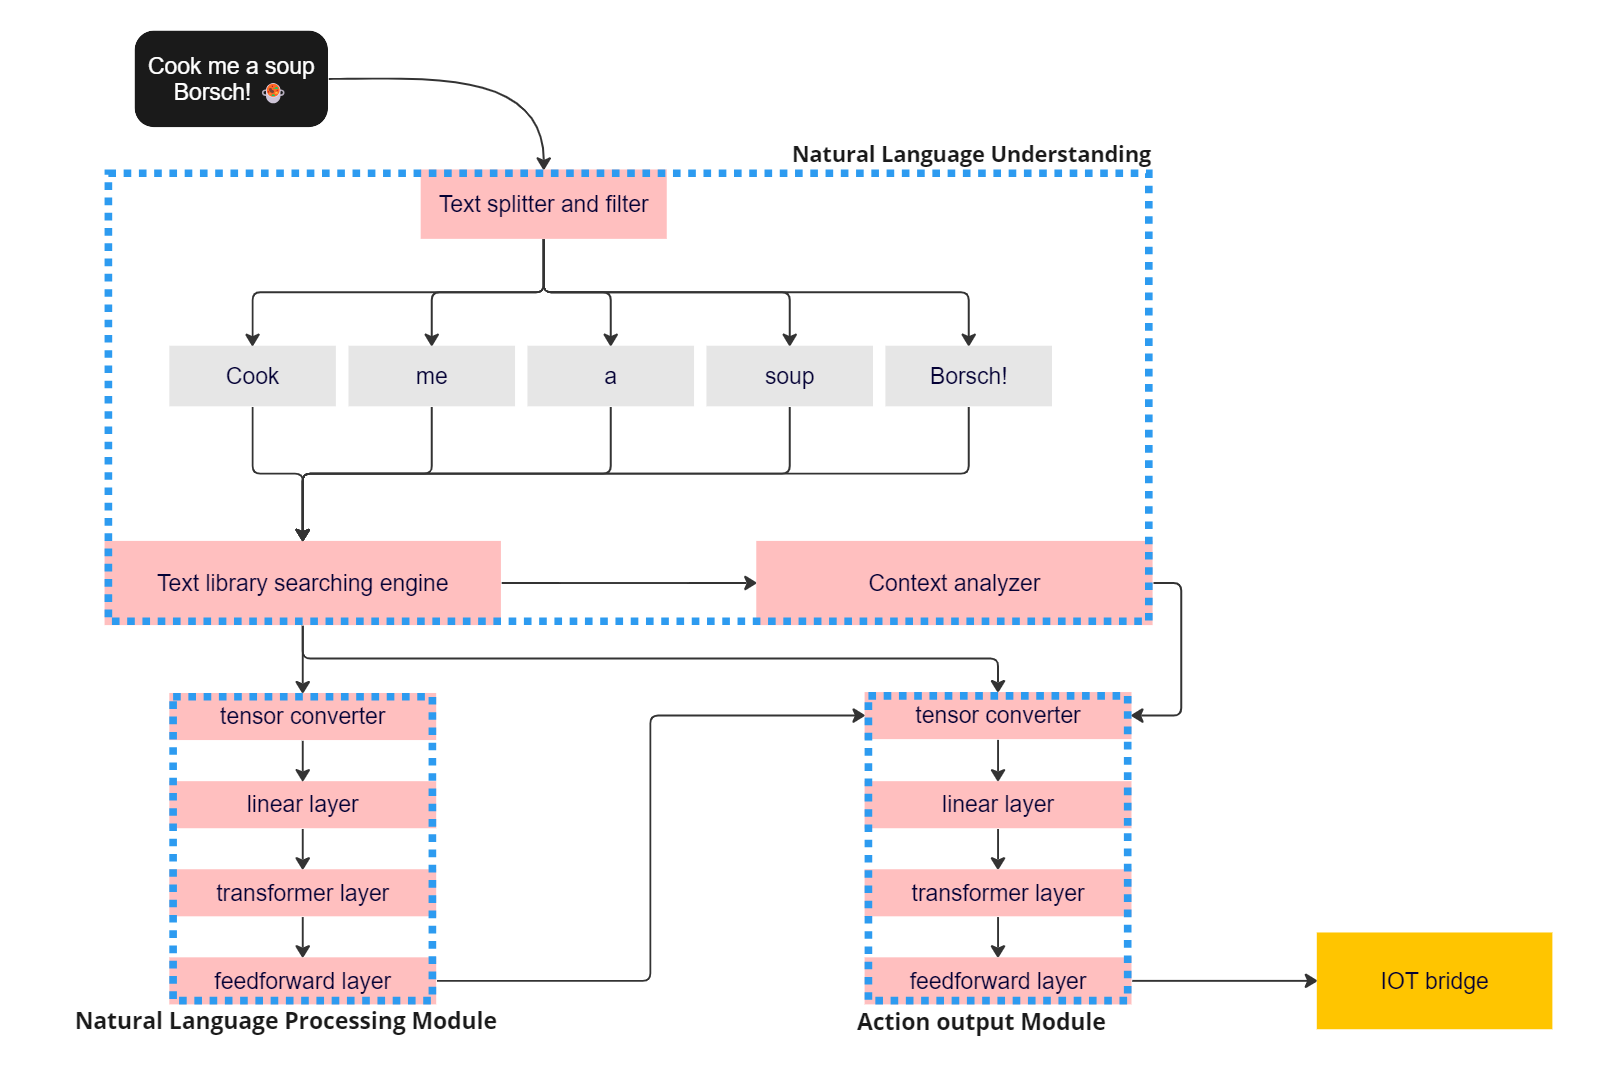 Cook me a soup
Borsch!
Natural Language Understanding
Text splitter and filter
Cook
me
a
soup
Borsch!
Text library searching engine
Context analyzer
tensor converter
linear layer
transformer layer
feedforward layer
Natural Language Processing Module
tensor converter
linear layer
transformer layer
feedforward layer
Action output Module
IOT bridge